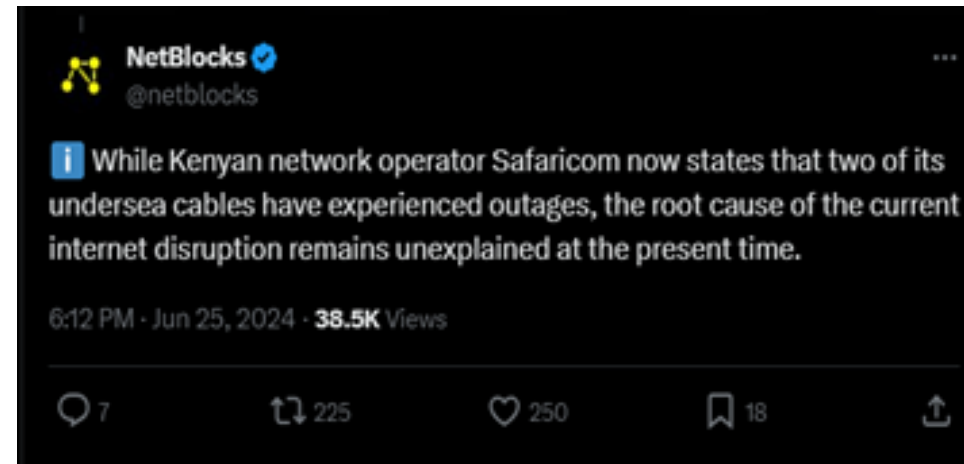 NetBlocks
@netblocks
ℹ️ While Kenyan network operator Safaricom now states that two of its
undersea cables have experienced outages, the root cause of the current
internet disruption remains unexplained at the present time.
6:12 PM · Jun 25, 2024 · 38.5K Views
7 225 250 18